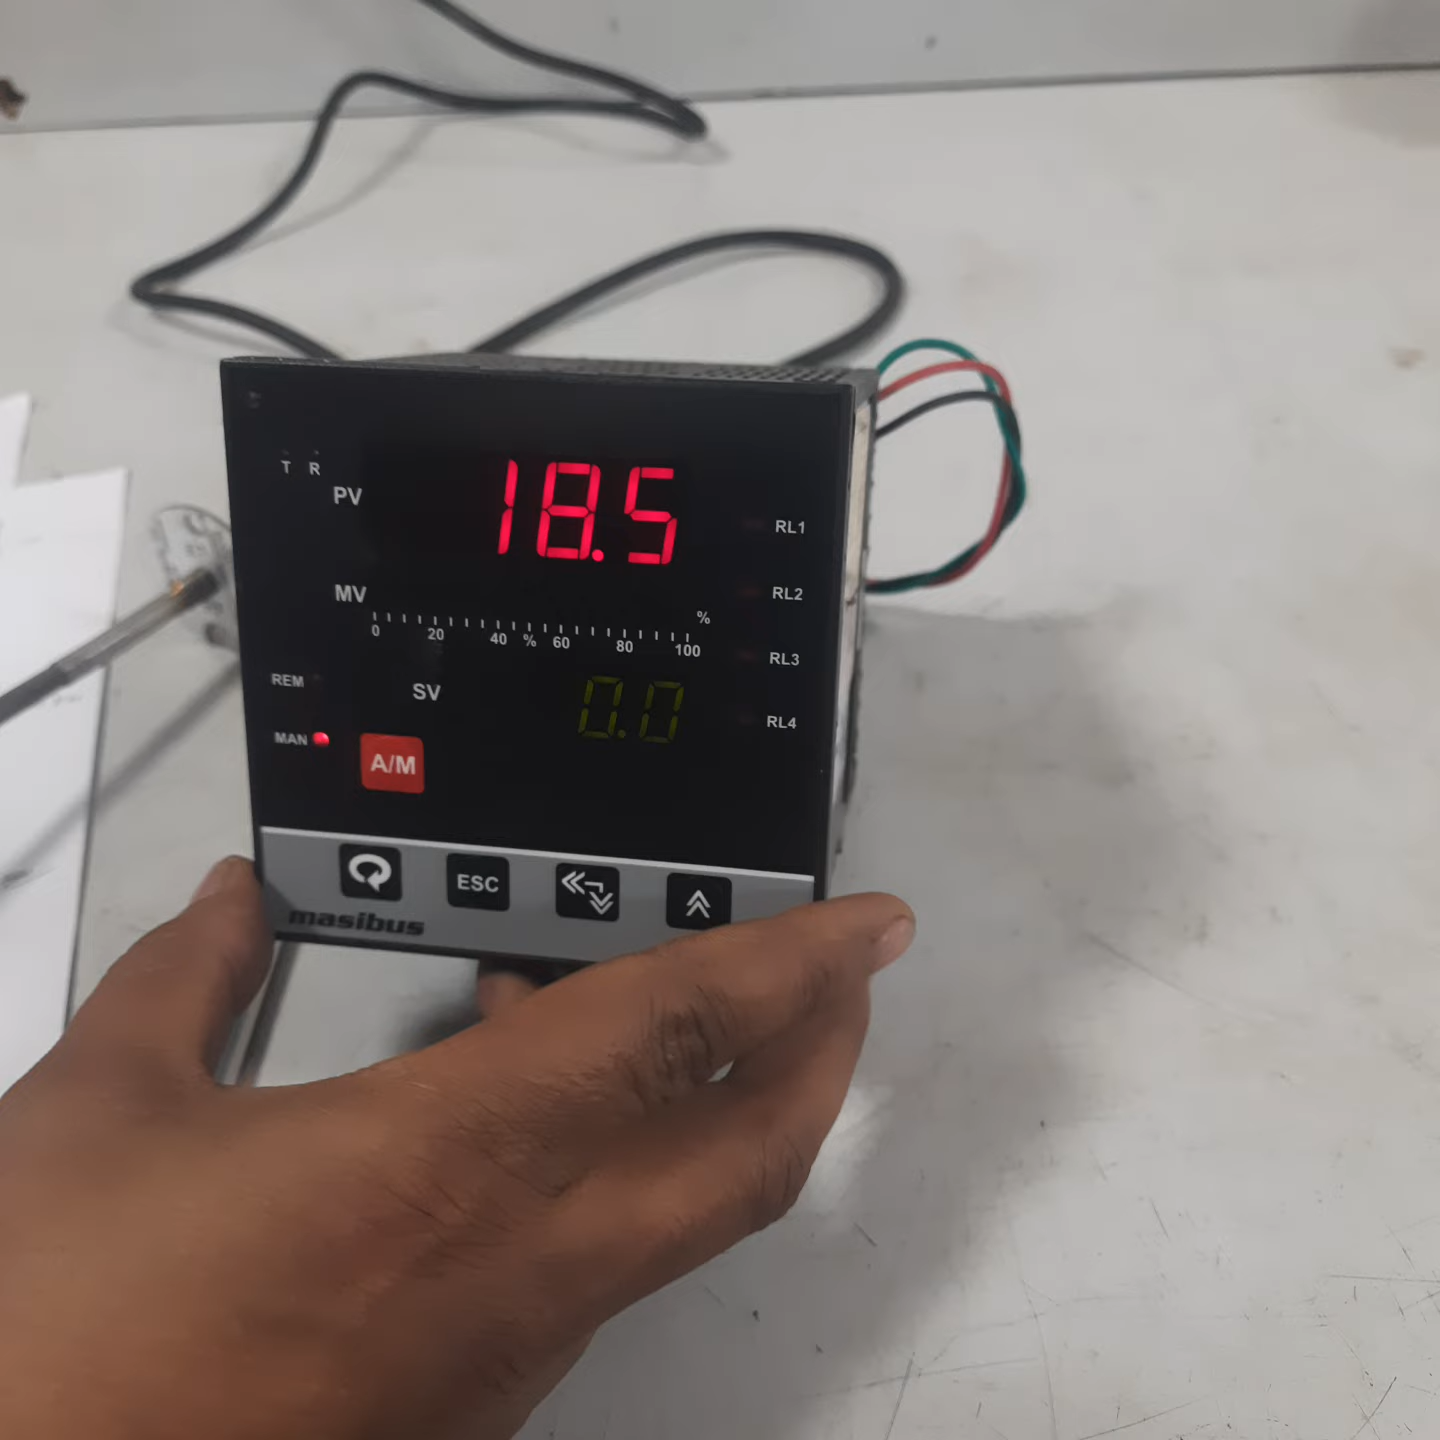 T R
PV 18.5
RL1
RL2
MV
%
0 20 40 % 60 80 100
RL3
REM
SV 0.0
RL4
MAN
A/M
ESC
masibus